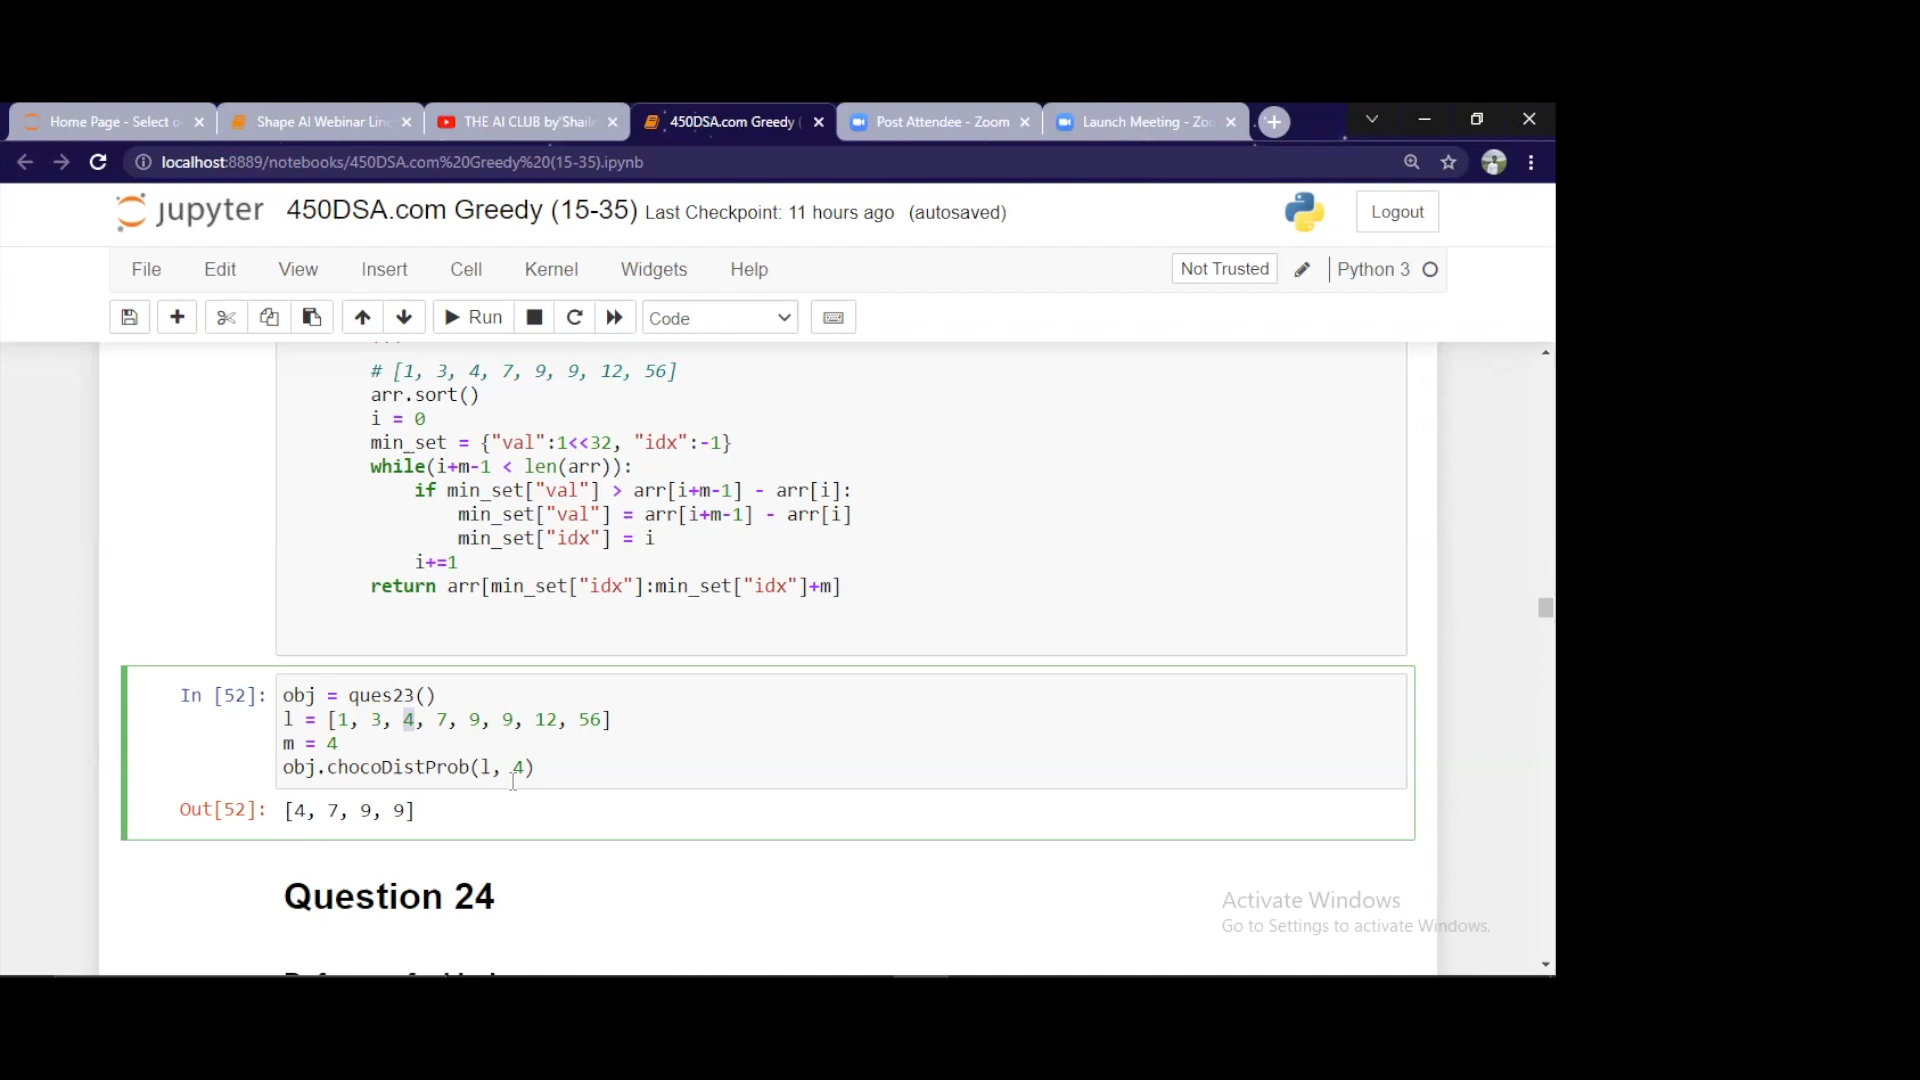 Home Page - Select o
Shape AI Webinar Line
THE AI CLUB by Shaile
450DSA.com Greedy (
Post Attendee - Zoom
Launch Meeting - Zoo
localhost:8889/notebooks/450DSA.com%20Greedy%20(15-35).ipynb
jupyter 450DSA.com Greedy (15-35) Last Checkpoint: 11 hours ago (autosaved)
Logout
File Edit View Insert Cell Kernel Widgets Help
Not Trusted
Python 3
Run
Code
# [1, 3, 4, 7, 9, 9, 12, 56]
arr.sort()
i = 0
min_set = {"val":1<<32, "idx":-1}
while(i+m-1 < len(arr)):
if min_set["val"] > arr[i+m-1] - arr[i]:
min_set["val"] = arr[i+m-1] - arr[i]
min_set["idx"] = i
i+=1
return arr[min_set["idx"]:min_set["idx"]+m]
In [52]: obj = ques23()
l = [1, 3, 4, 7, 9, 9, 12, 56]
m = 4
obj.chocoDistProb(l, 4)
Out[52]: [4, 7, 9, 9]
Question 24
Activate Windows
Go to Settings to activate Windows.